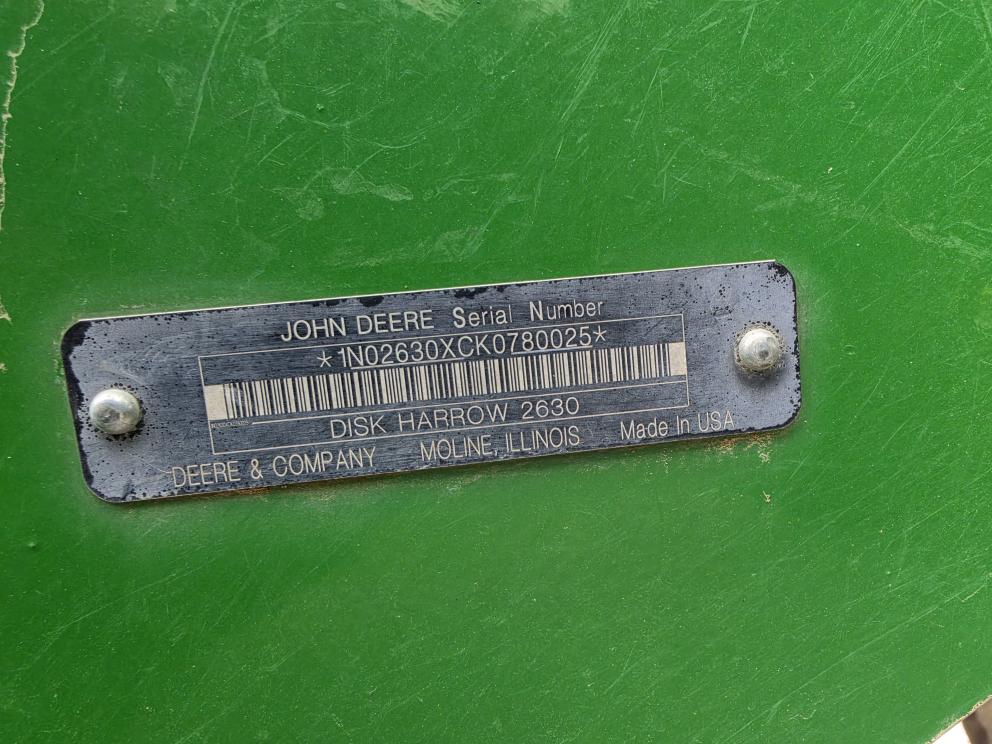 JOHN DEERE Serial Number
*1N02630XCK0780025*
DISK HARROW 2630
DEERE & COMPANY MOLINE, ILLINOIS Made In USA